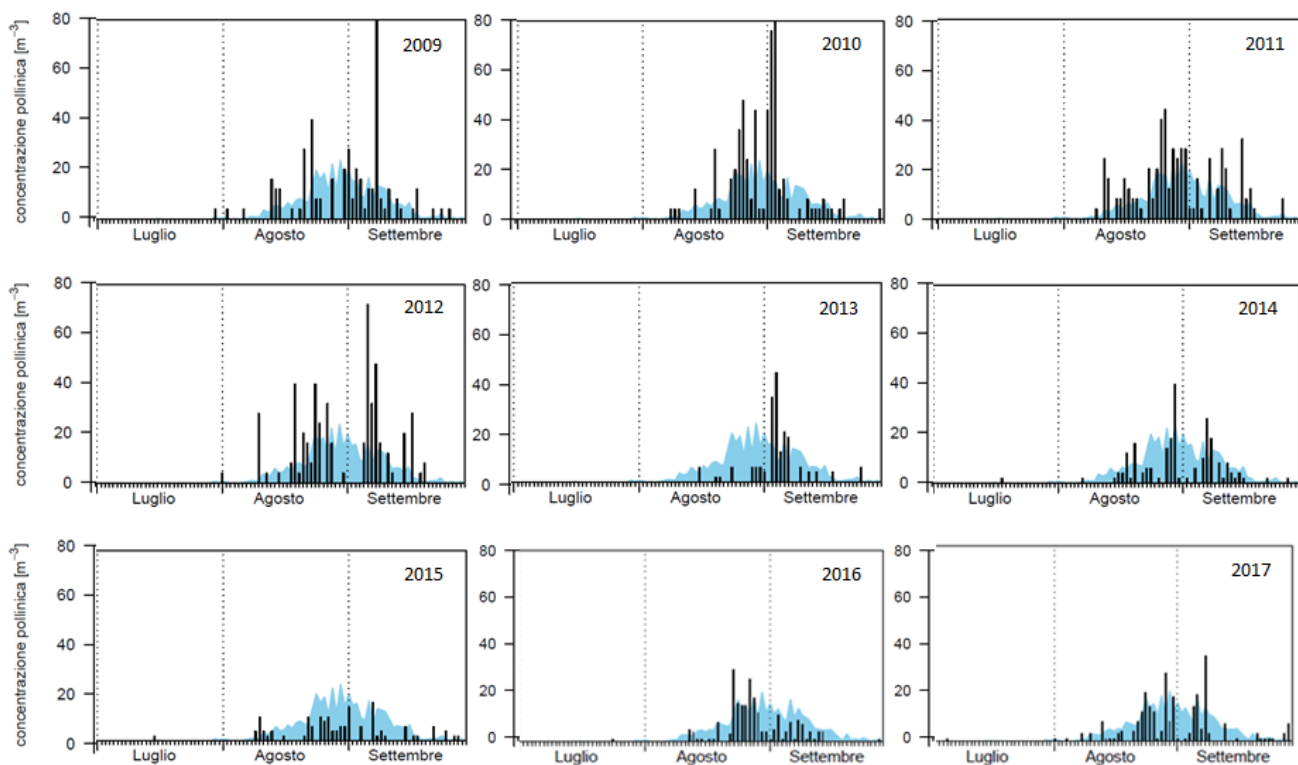 concentrazione pollinica [m⁻³]
80
60
40
20
0
2009
Luglio
Agosto
Settembre
80
60
40
20
0
2010
Luglio
Agosto
Settembre
80
60
40
20
0
2011
Luglio
Agosto
Settembre
concentrazione pollinica [m⁻³]
80
60
40
20
0
2012
Luglio
Agosto
Settembre
80
60
40
20
0
2013
Luglio
Agosto
Settembre
80
60
40
20
0
2014
Luglio
Agosto
Settembre
concentrazione pollinica [m⁻³]
80
60
40
20
0
2015
Luglio
Agosto
Settembre
80
60
40
20
0
2016
Luglio
Agosto
Settembre
80
60
40
20
0
2017
Luglio
Agosto
Settembre